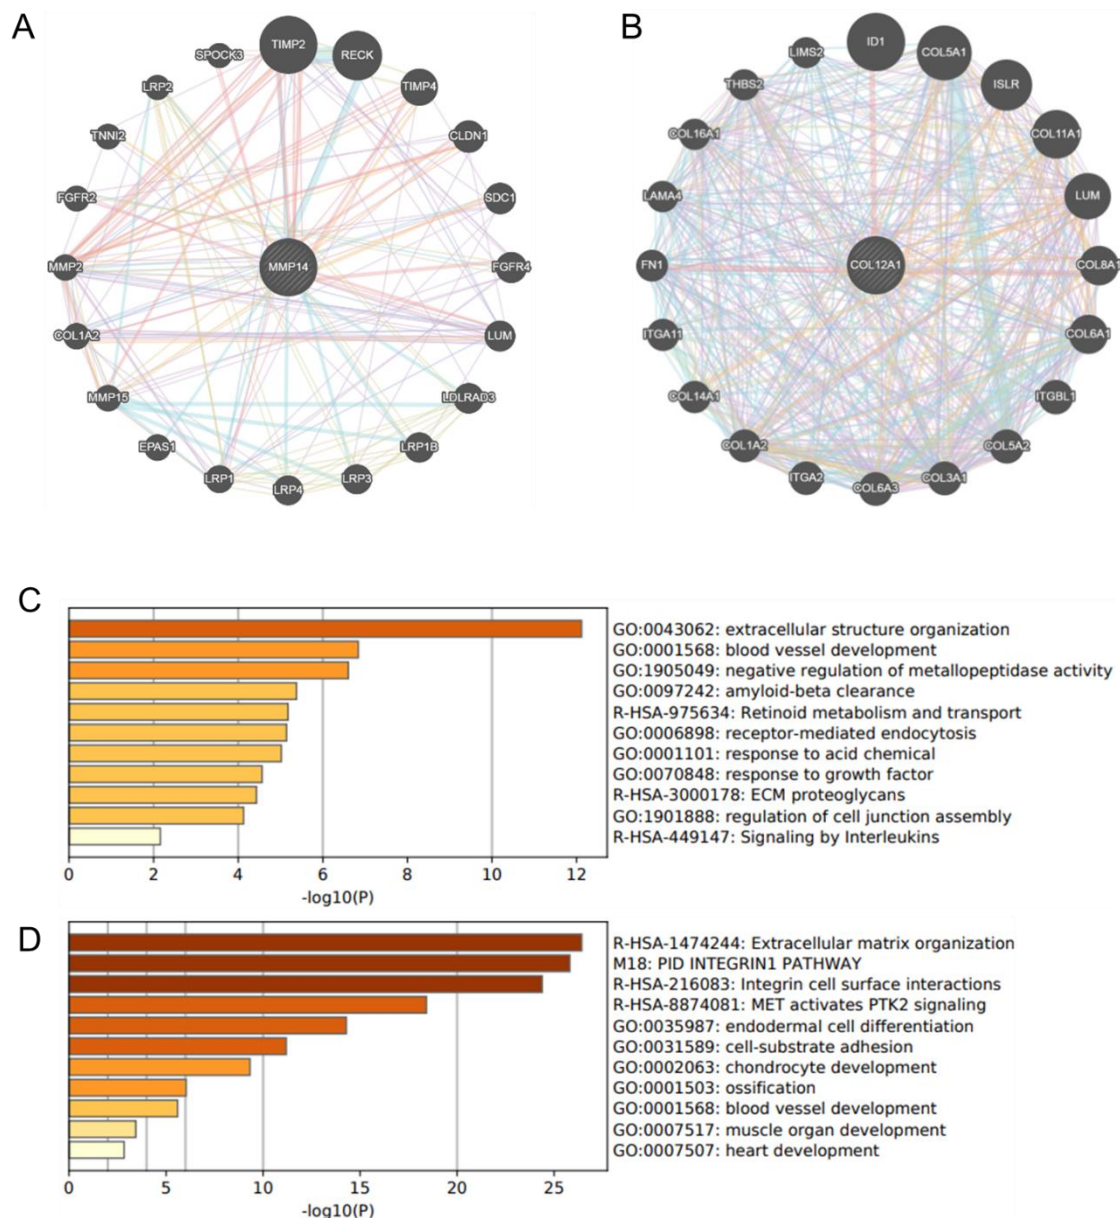 A
TIMP2
RECK
TIMP4
CLDN1
SDC1
FGFR4
LUM
LDLRAD3
LRP1B
LRP3
LRP4
LRP1
EPAS1
MMP15
COL1A2
MMP2
FGFR2
TNNI2
LRP2
SPOCK3
MMP14
B
ID1
COL5A1
ISLR
COL11A1
LUM
COL8A1
COL6A1
ITGBL1
COL5A2
COL3A1
COL6A3
ITGA2
COL1A2
COL14A1
ITGA11
FN1
LAMA4
COL16A1
THBS2
LIMS2
COL12A1
C
GO:0043062: extracellular structure organization
GO:0001568: blood vessel development
GO:1905049: negative regulation of metallopeptidase activity
GO:0097242: amyloid-beta clearance
R-HSA-975634: Retinoid metabolism and transport
GO:0006898: receptor-mediated endocytosis
GO:0001101: response to acid chemical
GO:0070848: response to growth factor
R-HSA-3000178: ECM proteoglycans
GO:1901888: regulation of cell junction assembly
R-HSA-449147: Signaling by Interleukins
0 2 4 6 8 10 12
-log10(P)
D
R-HSA-1474244: Extracellular matrix organization
M18: PID INTEGRIN1 PATHWAY
R-HSA-216083: Integrin cell surface interactions
R-HSA-8874081: MET activates PTK2 signaling
GO:0035987: endodermal cell differentiation
GO:0031589: cell-substrate adhesion
GO:0002063: chondrocyte development
GO:0001503: ossification
GO:0001568: blood vessel development
GO:0007517: muscle organ development
GO:0007507: heart development
0 5 10 15 20 25
-log10(P)